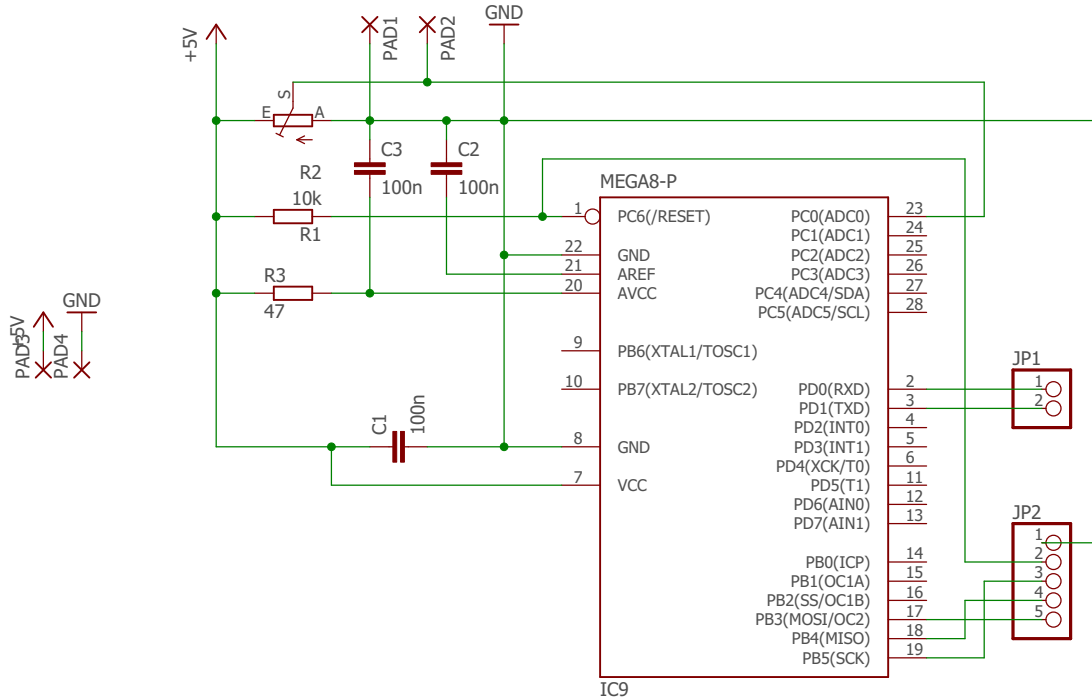 +5V
PAD1
PAD2
GND
S
E
A
C3
100n
C2
100n
R2
10k
R1
R3
47
GND
+5V
PAD3
PAD4
C1
100n
MEGA8-P
1 PC6(/RESET)
22 GND
21 AREF
20 AVCC
9 PB6(XTAL1/TOSC1)
10 PB7(XTAL2/TOSC2)
8 GND
7 VCC
PC0(ADC0) 23
PC1(ADC1) 24
PC2(ADC2) 25
PC3(ADC3) 26
PC4(ADC4/SDA) 27
PC5(ADC5/SCL) 28
PD0(RXD) 2
PD1(TXD) 3
PD2(INT0) 4
PD3(INT1) 5
PD4(XCK/T0) 6
PD5(T1) 11
PD6(AIN0) 12
PD7(AIN1) 13
PB0(ICP) 14
PB1(OC1A) 15
PB2(SS/OC1B) 16
PB3(MOSI/OC2) 17
PB4(MISO) 18
PB5(SCK) 19
IC9
JP1
1
2
JP2
1
2
3
4
5